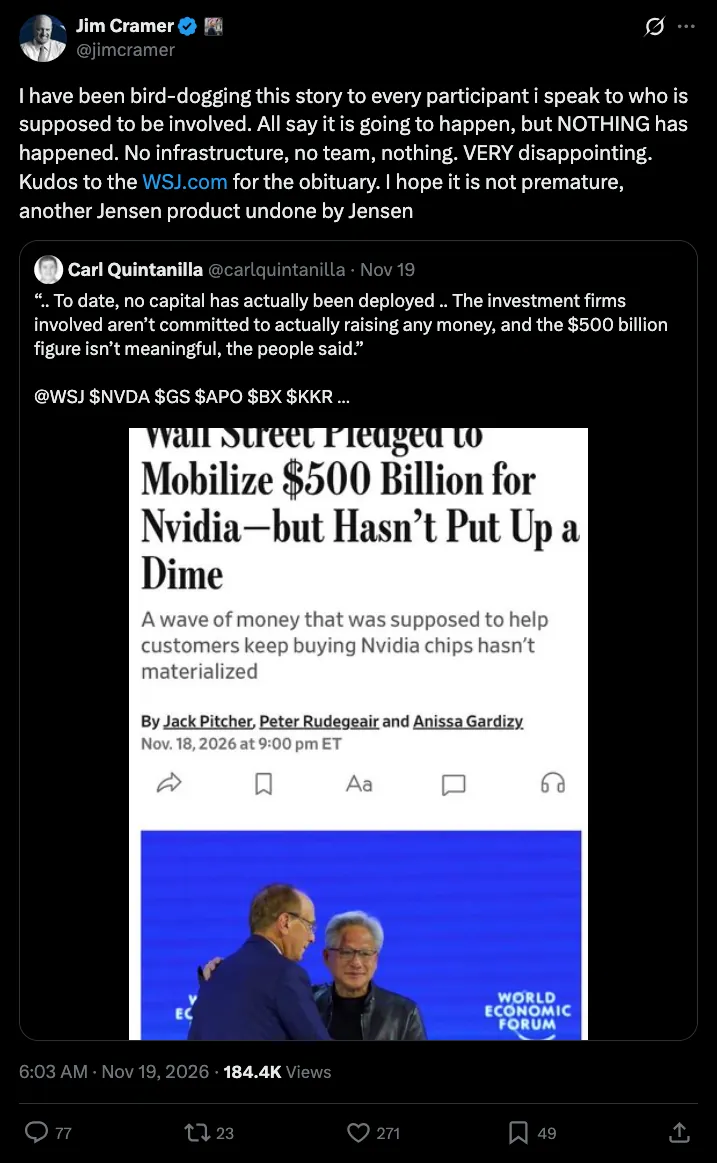 Jim Cramer
@jimcramer
I have been bird-dogging this story to every participant i speak to who is
supposed to be involved. All say it is going to happen, but NOTHING has
happened. No infrastructure, no team, nothing. VERY disappointing.
Kudos to the WSJ.com for the obituary. I hope it is not premature,
another Jensen product undone by Jensen
Carl Quintanilla @carlquintanilla · Nov 19
“.. To date, no capital has actually been deployed .. The investment firms
involved aren’t committed to actually raising any money, and the $500 billion
figure isn’t meaningful, the people said.”
@WSJ $NVDA $GS $APO $BX $KKR ...
Wall Street Pledged to
Mobilize $500 Billion for
Nvidia—but Hasn’t Put Up a
Dime
A wave of money that was supposed to help
customers keep buying Nvidia chips hasn’t
materialized
By Jack Pitcher, Peter Rudegeair and Anissa Gardizy
Nov. 18, 2026 at 9:00 pm ET
Aa
W
EC
WORLD
ECONOMIC
FORUM
6:03 AM · Nov 19, 2026 · 184.4K Views
77
23
271
49